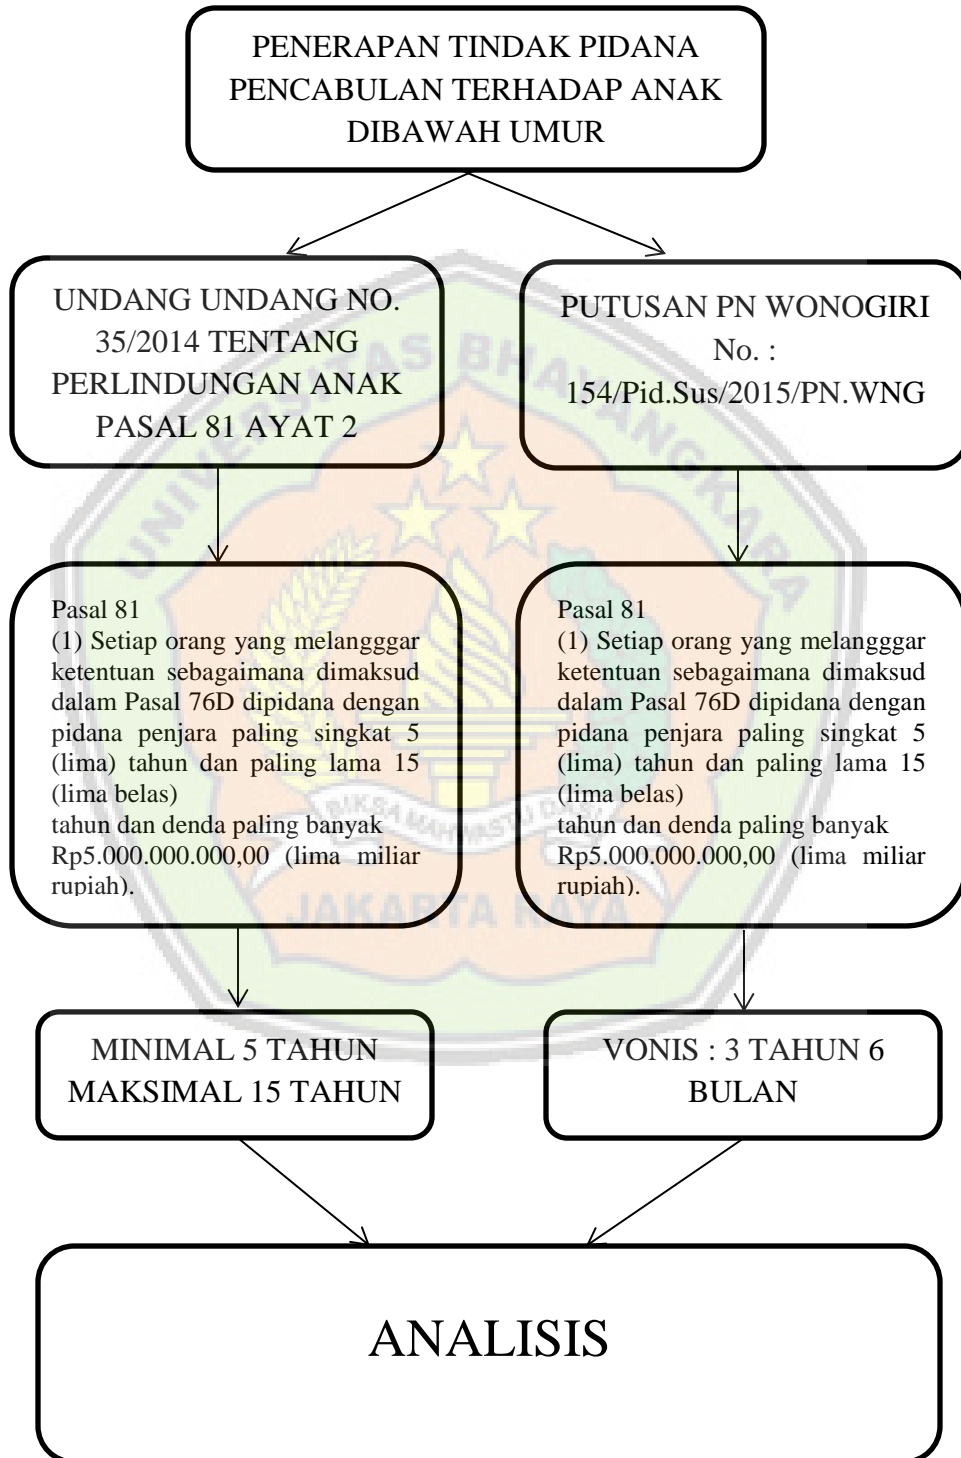 PENERAPAN TINDAK PIDANA
PENCABULAN TERHADAP ANAK
DIBAWAH UMUR
UNDANG UNDANG NO.
35/2014 TENTANG
PERLINDUNGAN ANAK
PASAL 81 AYAT 2
PUTUSAN PN WONOGIRI
No. :
154/Pid.Sus/2015/PN.WNG
UNIVERSITAS BHAYANGKARA
Pasal 81
(1) Setiap orang yang melangggar
ketentuan sebagaimana dimaksud
dalam Pasal 76D dipidana dengan
pidana penjara paling singkat 5
(lima) tahun dan paling lama 15
(lima belas)
tahun dan denda paling banyak
Rp5.000.000.000,00 (lima miliar
rupiah).
Pasal 81
(1) Setiap orang yang melangggar
ketentuan sebagaimana dimaksud
dalam Pasal 76D dipidana dengan
pidana penjara paling singkat 5
(lima) tahun dan paling lama 15
(lima belas)
tahun dan denda paling banyak
Rp5.000.000.000,00 (lima miliar
rupiah).
JAKARTA RAYA
MINIMAL 5 TAHUN
MAKSIMAL 15 TAHUN
VONIS : 3 TAHUN 6
BULAN
ANALISIS